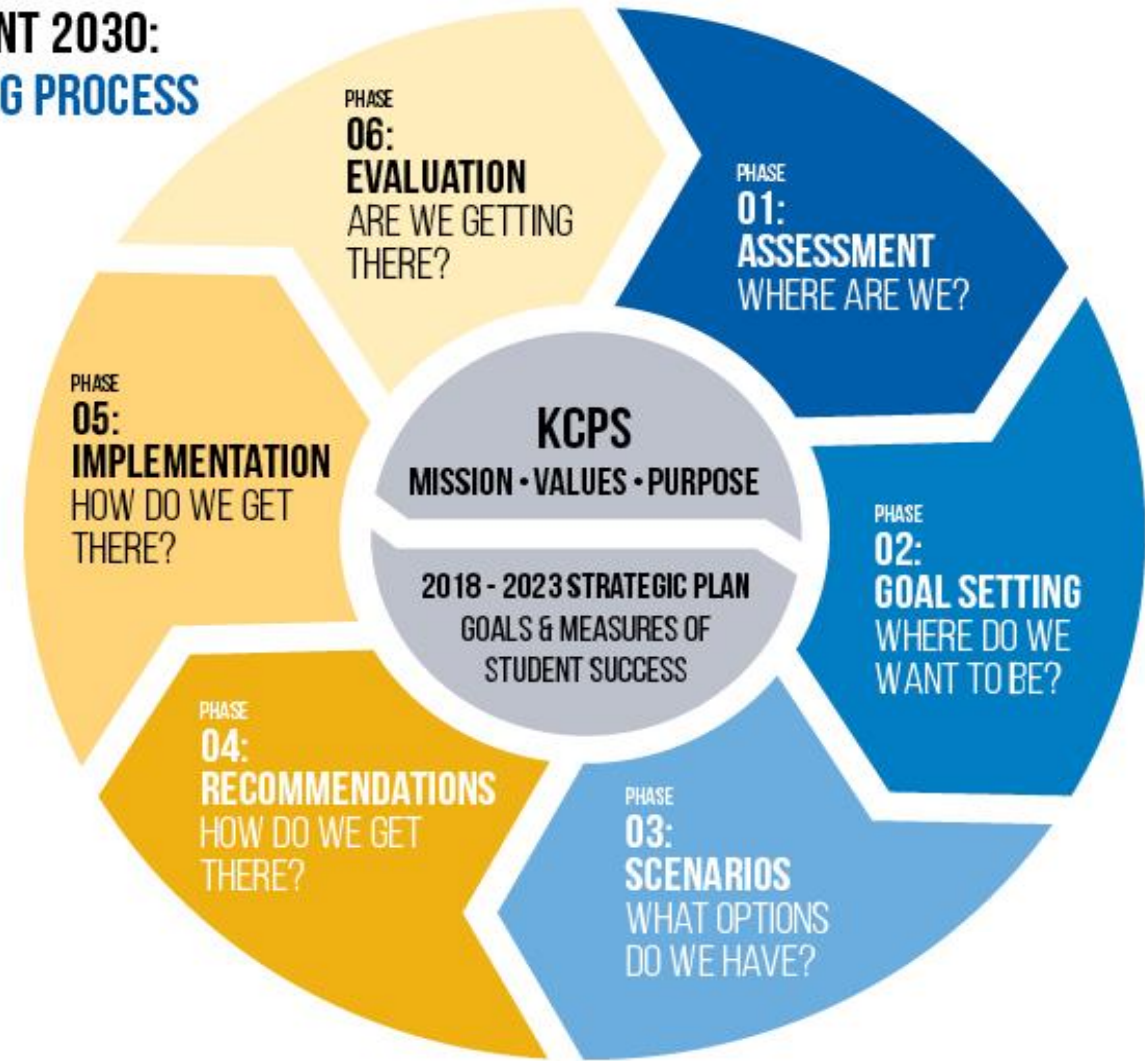 NT 2030:
G PROCESS
PHASE
01:
ASSESSMENT
WHERE ARE WE?
PHASE
02:
GOAL SETTING
WHERE DO WE
WANT TO BE?
PHASE
03:
SCENARIOS
WHAT OPTIONS
DO WE HAVE?
PHASE
04:
RECOMMENDATIONS
HOW DO WE GET
THERE?
PHASE
05:
IMPLEMENTATION
HOW DO WE GET
THERE?
PHASE
06:
EVALUATION
ARE WE GETTING
THERE?
KCPS
MISSION • VALUES • PURPOSE
2018 - 2023 STRATEGIC PLAN
GOALS & MEASURES OF
STUDENT SUCCESS